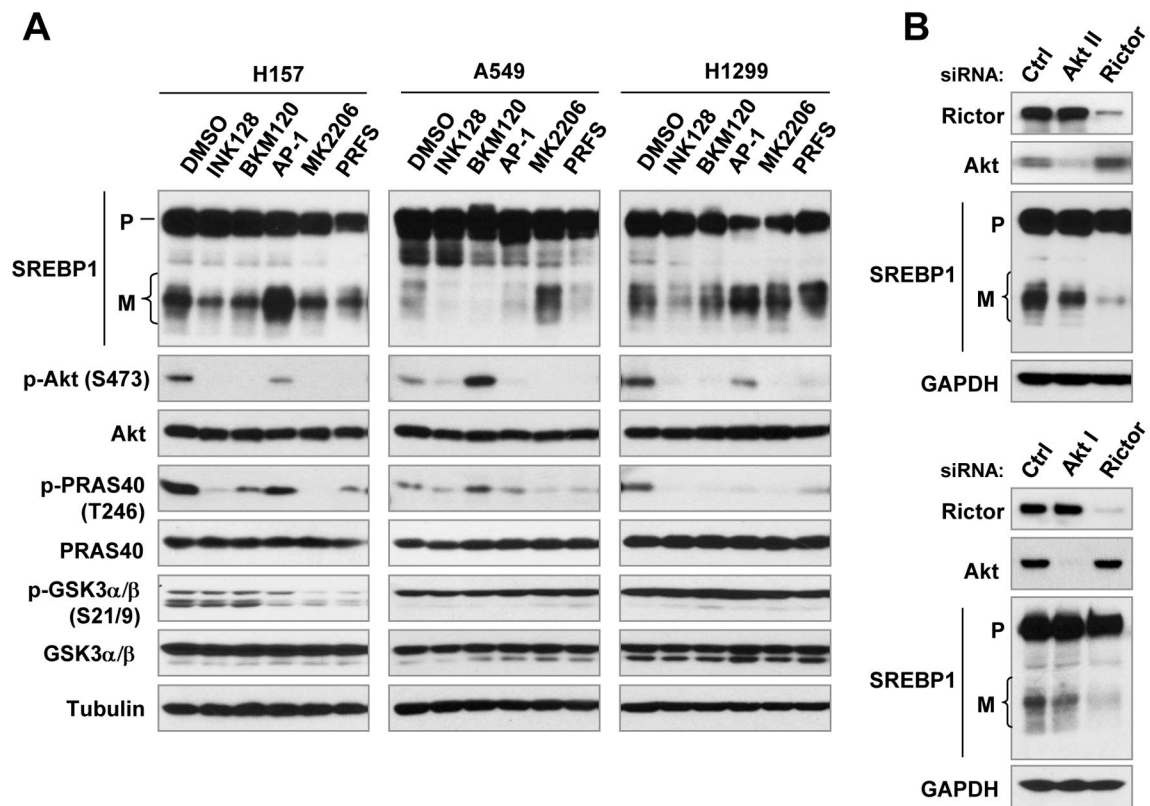 A
H157
A549
H1299
DMSO INK128 BKM120 AP-1 MK2206 PRFS
DMSO INK128 BKM120 AP-1 MK2206 PRFS
DMSO INK128 BKM120 AP-1 MK2206 PRFS
P
SREBP1
M
p-Akt (S473)
Akt
p-PRAS40
(T246)
PRAS40
p-GSK3α/β
(S21/9)
GSK3α/β
Tubulin
B
siRNA: Ctrl Akt II Rictor
Rictor
Akt
P
SREBP1
M
GAPDH
siRNA: Ctrl Akt I Rictor
Rictor
Akt
P
SREBP1
M
GAPDH